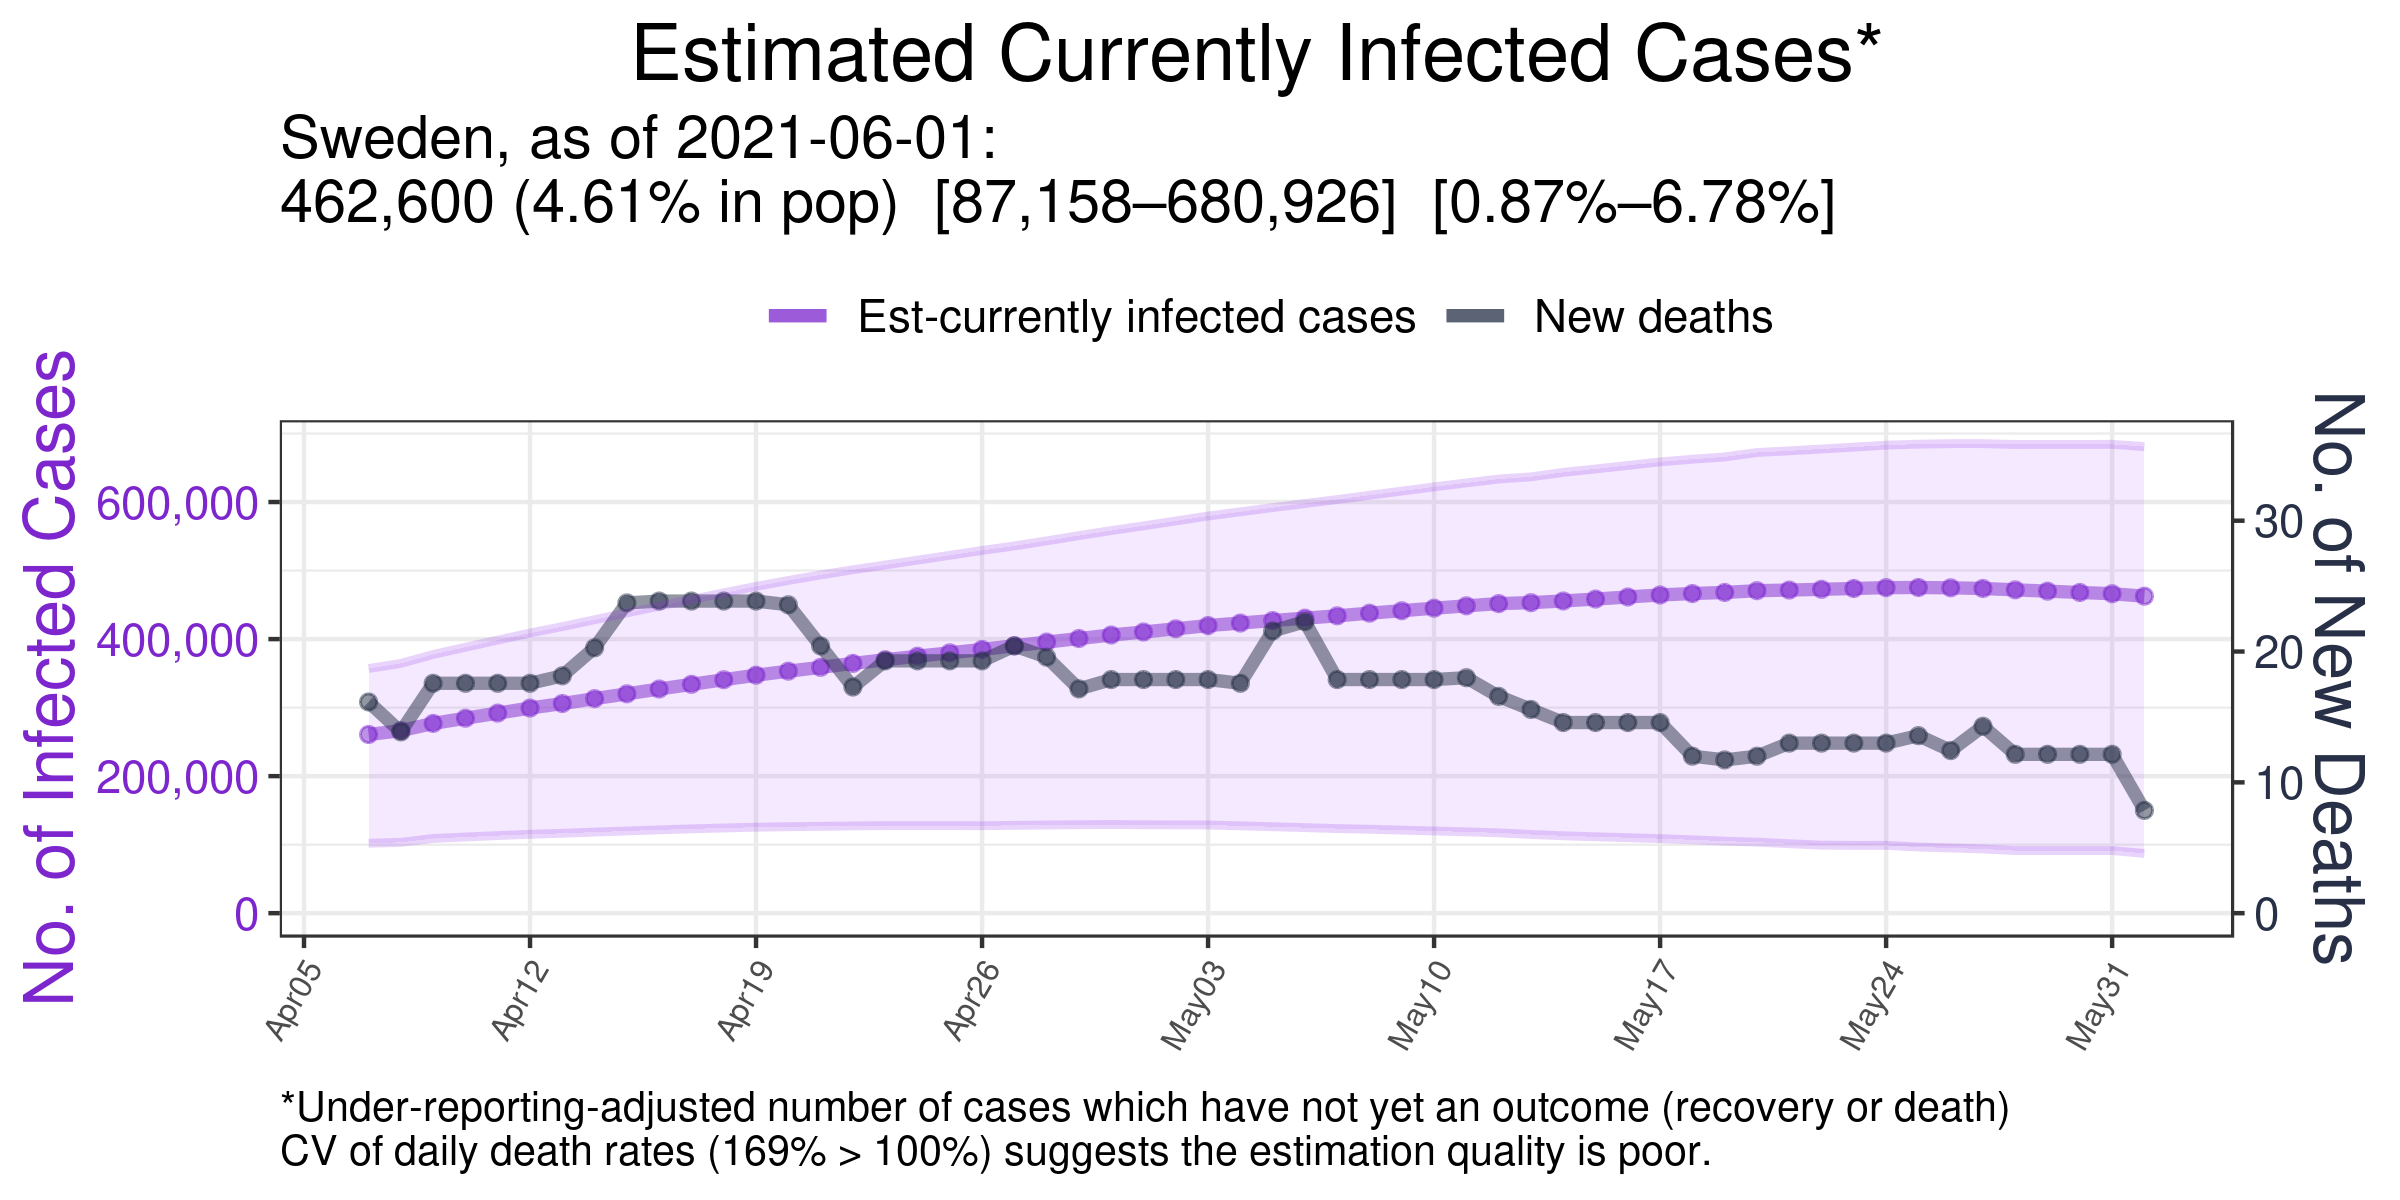 Estimated Currently Infected Cases*
Sweden, as of 2021-06-01:
462,600 (4.61% in pop)  [87,158–680,926]  [0.87%–6.78%]
Est-currently infected cases
New deaths
No. of Infected Cases
600,000
400,000
200,000
0
No. of New Deaths
30
20
10
0
Apr05
Apr12
Apr19
Apr26
May03
May10
May17
May24
May31
*Under-reporting-adjusted number of cases which have not yet an outcome (recovery or death)
CV of daily death rates (169% > 100%) suggests the estimation quality is poor.